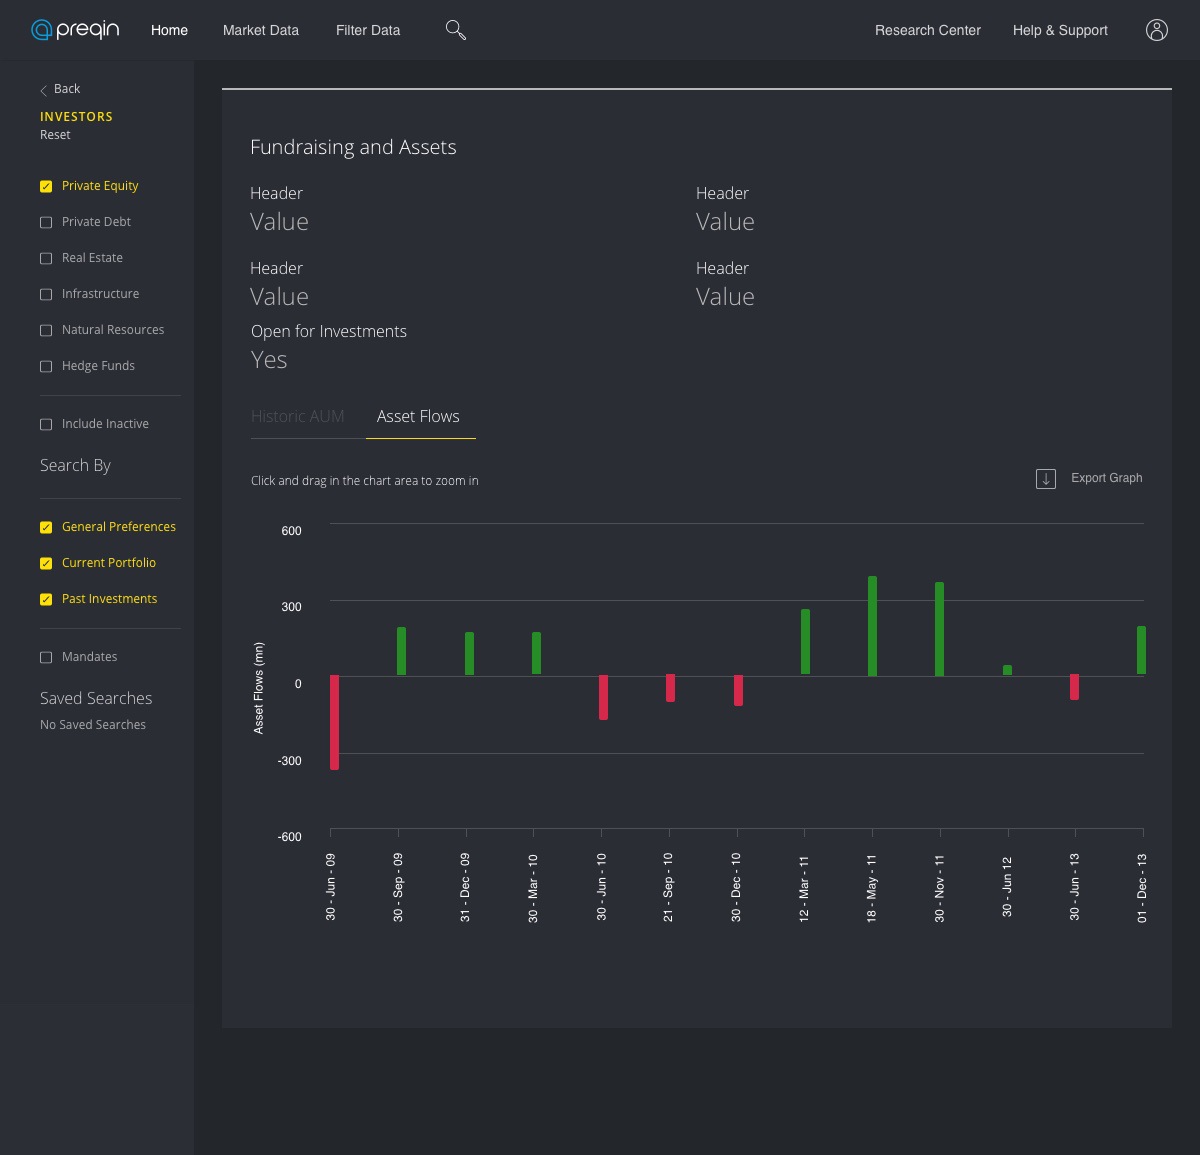 preqin
Home
Market Data
Filter Data
Research Center
Help & Support
Back
INVESTORS
Reset
Private Equity
Private Debt
Real Estate
Infrastructure
Natural Resources
Hedge Funds
Include Inactive
Search By
General Preferences
Current Portfolio
Past Investments
Mandates
Saved Searches
No Saved Searches
Fundraising and Assets
Header
Value
Header
Value
Header
Value
Header
Value
Open for Investments
Yes
Historic AUM
Asset Flows
Click and drag in the chart area to zoom in
Export Graph
Asset Flows (mn)
600
300
0
-300
-600
30 - Jun - 09
30 - Sep - 09
31 - Dec - 09
30 - Mar - 10
30 - Jun - 10
21 - Sep - 10
30 - Dec - 10
12 - Mar - 11
18 - May - 11
30 - Nov - 11
30 - Jun 12
30 - Jun - 13
01 - Dec - 13